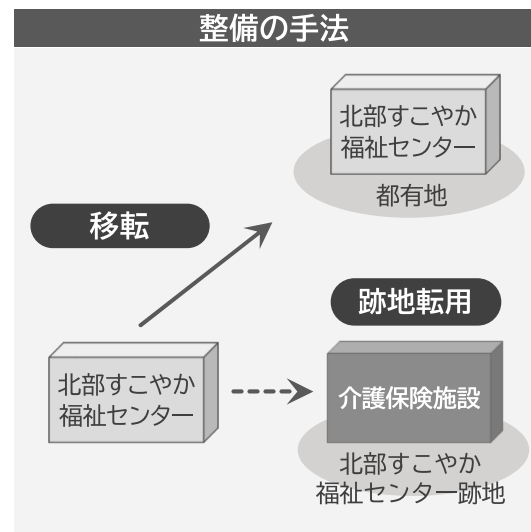 整備の手法
北部すこやか
福祉センター
都有地
移転
跡地転用
北部すこやか
福祉センター
介護保険施設
北部すこやか
福祉センター跡地